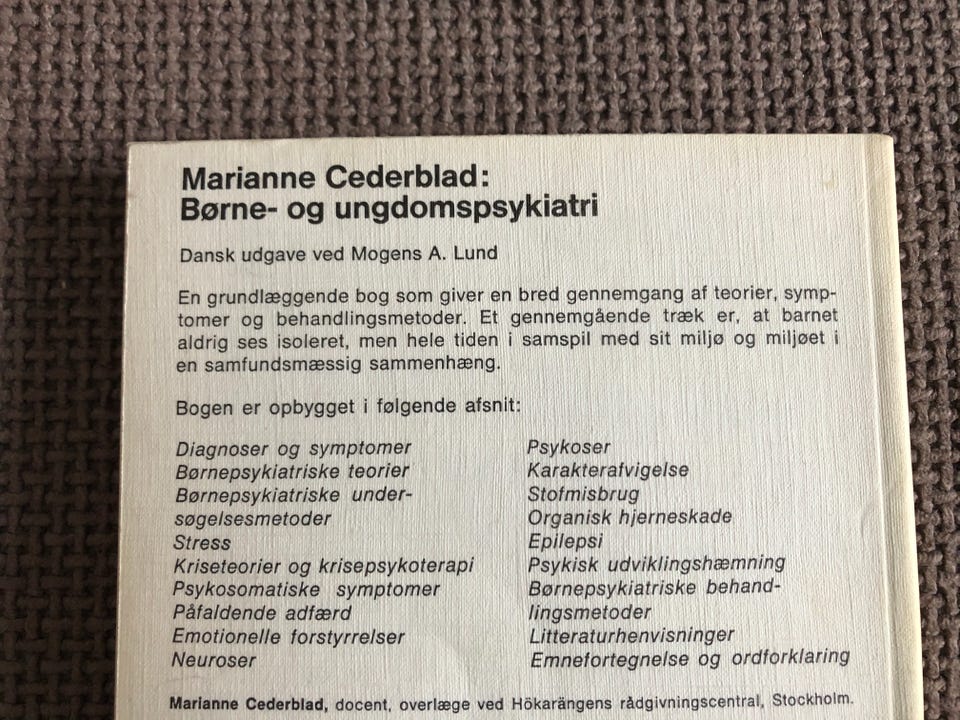 Marianne Cederblad:
Børne- og ungdomspsykiatri
Dansk udgave ved Mogens A. Lund
En grundlæggende bog som giver en bred gennemgang af teorier, symp-
tomer og behandlingsmetoder. Et gennemgående træk er, at barnet
aldrig ses isoleret, men hele tiden i samspil med sit miljø og miljøet i
en samfundsmæssig sammenhæng.
Bogen er opbygget i følgende afsnit:
Diagnoser og symptomer
Børnepsykiatriske teorier
Børnepsykiatriske under-
søgelsesmetoder
Stress
Kriseteorier og krisepsykoterapi
Psykosomatiske symptomer
Påfaldende adfærd
Emotionelle forstyrrelser
Neuroser
Psykoser
Karakterafvigelse
Stofmisbrug
Organisk hjerneskade
Epilepsi
Psykisk udviklingshæmning
Børnepsykiatriske behand-
lingsmetoder
Litteraturhenvisninger
Emnefortegnelse og ordforklaring
Marianne Cederblad, docent, overlæge ved Hökarängens rådgivningscentral, Stockholm.